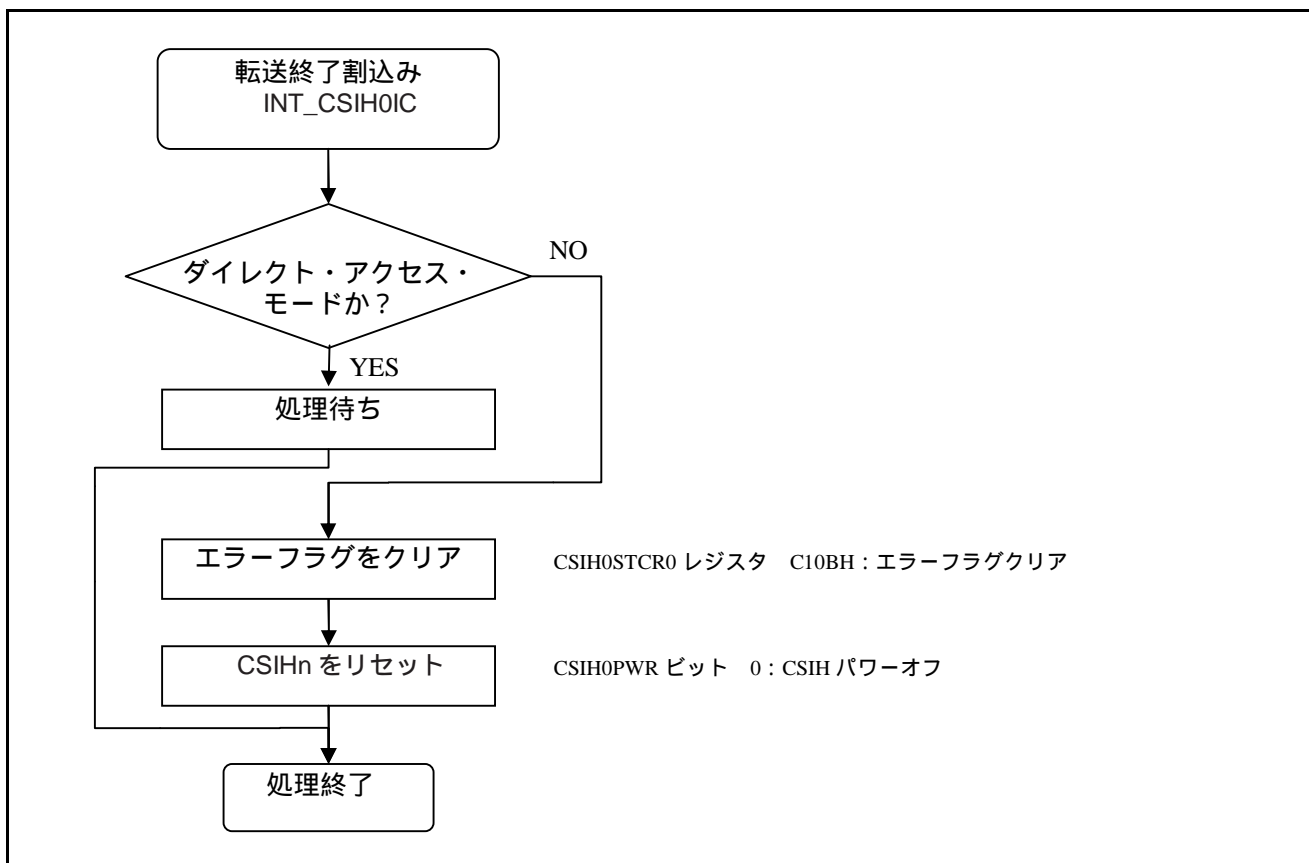 転送終了割込み
INT_CSIH0IC
ダイレクト・アクセス・
モードか？
NO
YES
処理待ち
エラーフラグをクリア
CSIH0STCR0 レジスタ　C10BH：エラーフラグクリア
CSIHn をリセット
CSIH0PWR ビット　0：CSIH パワーオフ
処理終了